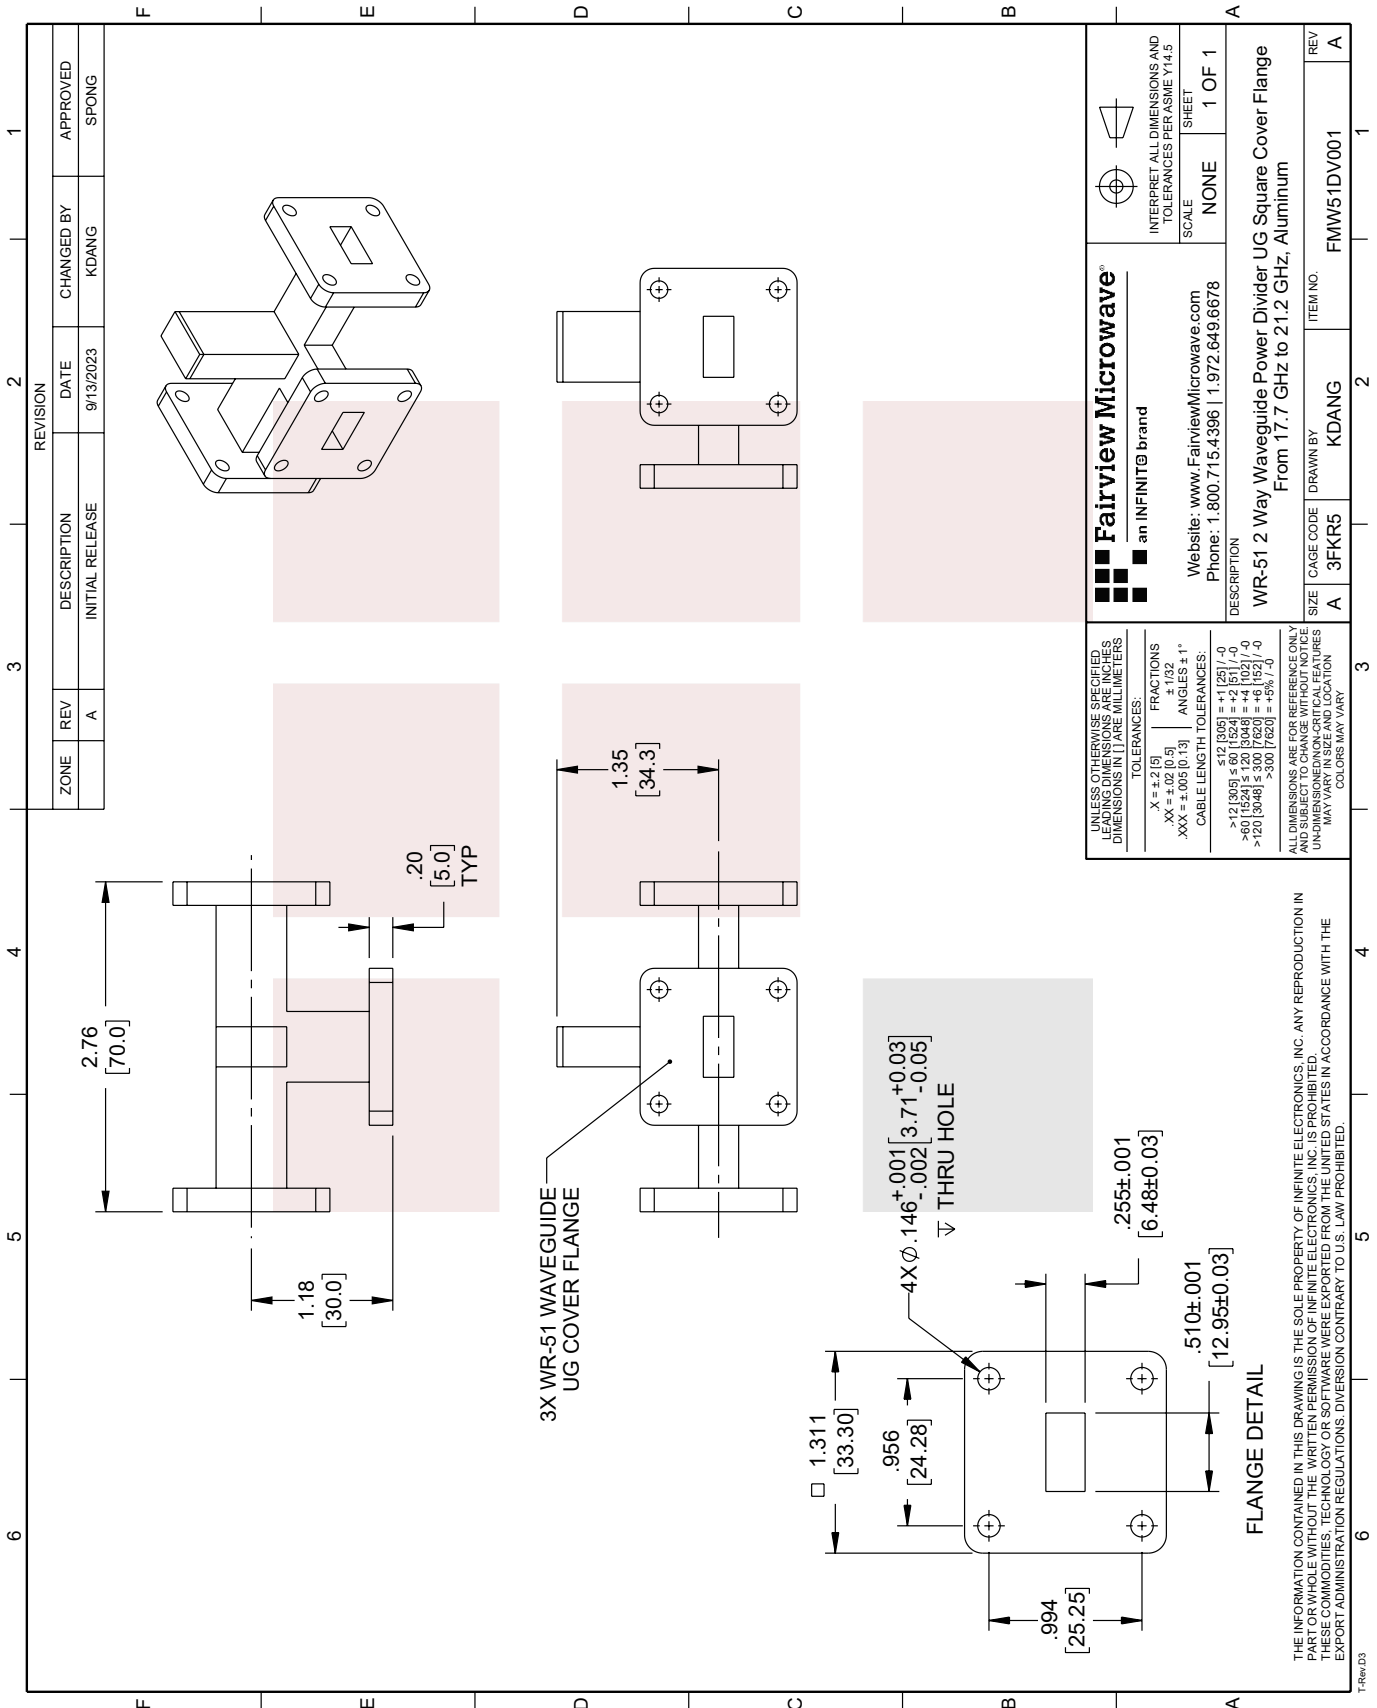 6
5
4
3
2
1
F
E
D
C
B
A
REVISION
ZONE
REV
DESCRIPTION
DATE
CHANGED BY
APPROVED
A
INITIAL RELEASE
9/13/2023
KDANG
SPONG
2.76
[70.0]
1.18
[30.0]
.20
[5.0]
TYP
3X WR-51 WAVEGUIDE
UG COVER FLANGE
1.35
[34.3]
□ 1.311
[33.30]
.956
[24.28]
.994
[25.25]
4X Ø.146 +.001 -.002 [3.71 +0.03 -0.05]
↧ THRU HOLE
.255±.001
[6.48±0.03]
.510±.001
[12.95±0.03]
FLANGE DETAIL
THE INFORMATION CONTAINED IN THIS DRAWING IS THE SOLE PROPERTY OF INFINITE ELECTRONICS, INC. ANY REPRODUCTION IN
PART OR WHOLE WITHOUT THE WRITTEN PERMISSION OF INFINITE ELECTRONICS, INC. IS PROHIBITED.
THESE COMMODITIES, TECHNOLOGY OR SOFTWARE WERE EXPORTED FROM THE UNITED STATES IN ACCORDANCE WITH THE
EXPORT ADMINISTRATION REGULATIONS. DIVERSION CONTRARY TO U.S. LAW PROHIBITED.
UNLESS OTHERWISE SPECIFIED
LEADING DIMENSIONS ARE INCHES
DIMENSIONS IN [ ] ARE MILLIMETERS
TOLERANCES:
.X = ±.2 [5]
.XX = ±.02 [0.5]
.XXX = ±.005 [0.13]
FRACTIONS
± 1/32
ANGLES ± 1°
CABLE LENGTH TOLERANCES:
≤12 [305] = +1 [25] / -0
>12 [305] ≤ 60 [1524] = +2 [51] / -0
>60 [1524] ≤ 120 [3048] = +4 [102] / -0
>120 [3048] ≤ 300 [7620] = +6 [152] / -0
>300 [7620] = +5% / -0
ALL DIMENSIONS ARE FOR REFERENCE ONLY
AND SUBJECT TO CHANGE WITHOUT NOTICE.
UN-DIMENSIONED/NON-CRITICAL FEATURES
MAY VARY IN SIZE AND LOCATION
COLORS MAY VARY
Fairview Microwave®
an INFINIT℮ brand
Website: www.FairviewMicrowave.com
Phone: 1.800.715.4396 | 1.972.649.6678
INTERPRET ALL DIMENSIONS AND
TOLERANCES PER ASME Y14.5
SCALE
NONE
SHEET
1 OF 1
DESCRIPTION
WR-51 2 Way Waveguide Power Divider UG Square Cover Flange
From 17.7 GHz to 21.2 GHz, Aluminum
SIZE
A
CAGE CODE
3FKR5
DRAWN BY
KDANG
ITEM NO.
FMW51DV001
REV
A
F
E
D
C
B
A
6
5
4
3
2
1
T-Rev.D3